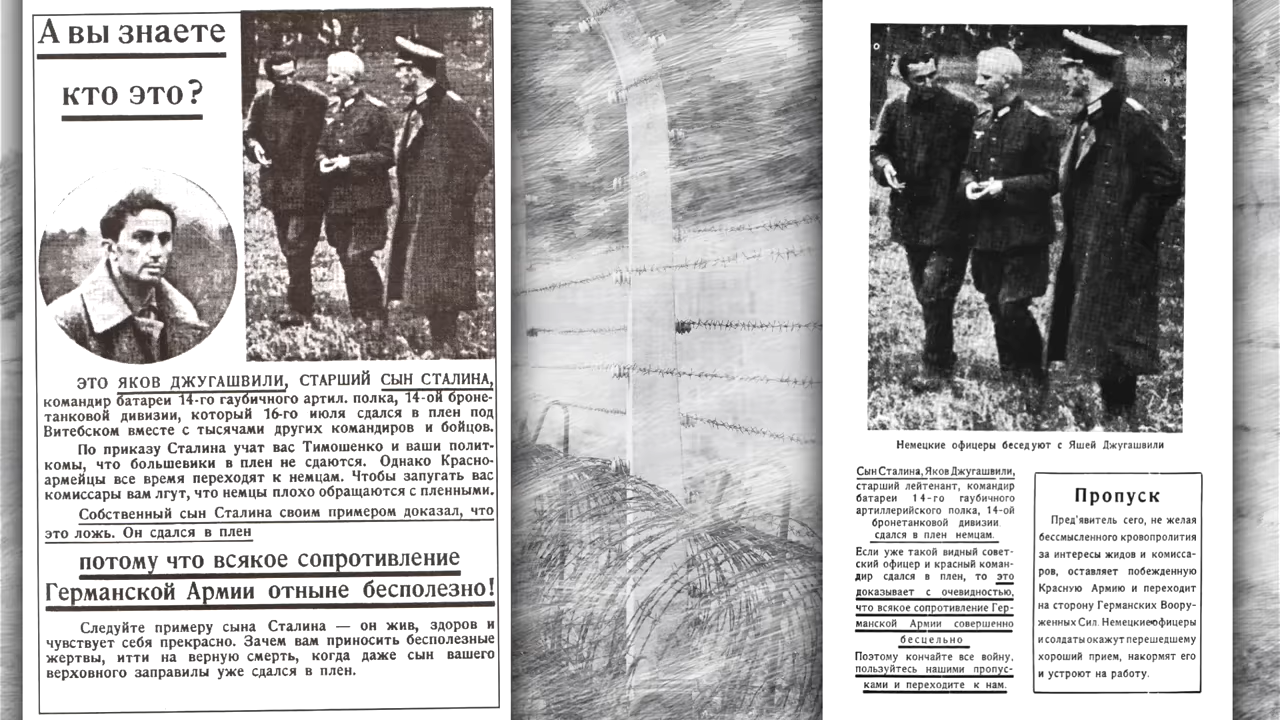 А вы знаете
кто это?
ЭТО ЯКОВ ДЖУГАШВИЛИ, СТАРШИЙ СЫН СТАЛИНА,
командир батареи 14-го гаубичного артил. полка, 14-ой броне-
танковой дивизии, который 16-го июля сдался в плен под
Витебском вместе с тысячами других командиров и бойцов.
По приказу Сталина учат вас Тимошенко и ваши полит-
комы, что большевики в плен не сдаются. Однако Красно-
армейцы все время переходят к немцам. Чтобы запугать вас
комиссары вам лгут, что немцы плохо обращаются с пленными.
Собственный сын Сталина своим примером доказал, что
это ложь. Он сдался в плен
потому что всякое сопротивление
Германской Армии отныне бесполезно!
Следуйте примеру сына Сталина — он жив, здоров и
чувствует себя прекрасно. Зачем вам приносить бесполезные
жертвы, итти на верную смерть, когда даже сын вашего
верховного заправилы уже сдался в плен.
Немецкие офицеры беседуют с Яшей Джугашвили
Сын Сталина, Яков Джугашвили,
старший лейтенант, командир
батареи 14-го гаубичного
артиллерийского полка, 14-ой
бронетанковой дивизии.
сдался в плен немцам.
Если уже такой видный совет-
ский офицер и красный коман-
дир сдался в плен, то это
доказывает с очевидностью,
что всякое сопротивление Гер-
манской Армии совершенно
бесцельно
Поэтому кончайте все войну,
пользуйтесь нашими пропус-
ками и переходите к нам.
Пропуск
Пред'явитель сего, не желая
бессмысленного кровопролития
за интересы жидов и комисса-
ров, оставляет побежденную
Красную Армию и переходит
на сторону Германских Воору-
женных Сил. Немецкие офицеры
и солдаты окажут перешедшему
хороший прием, накормят его
и устроют на работу.